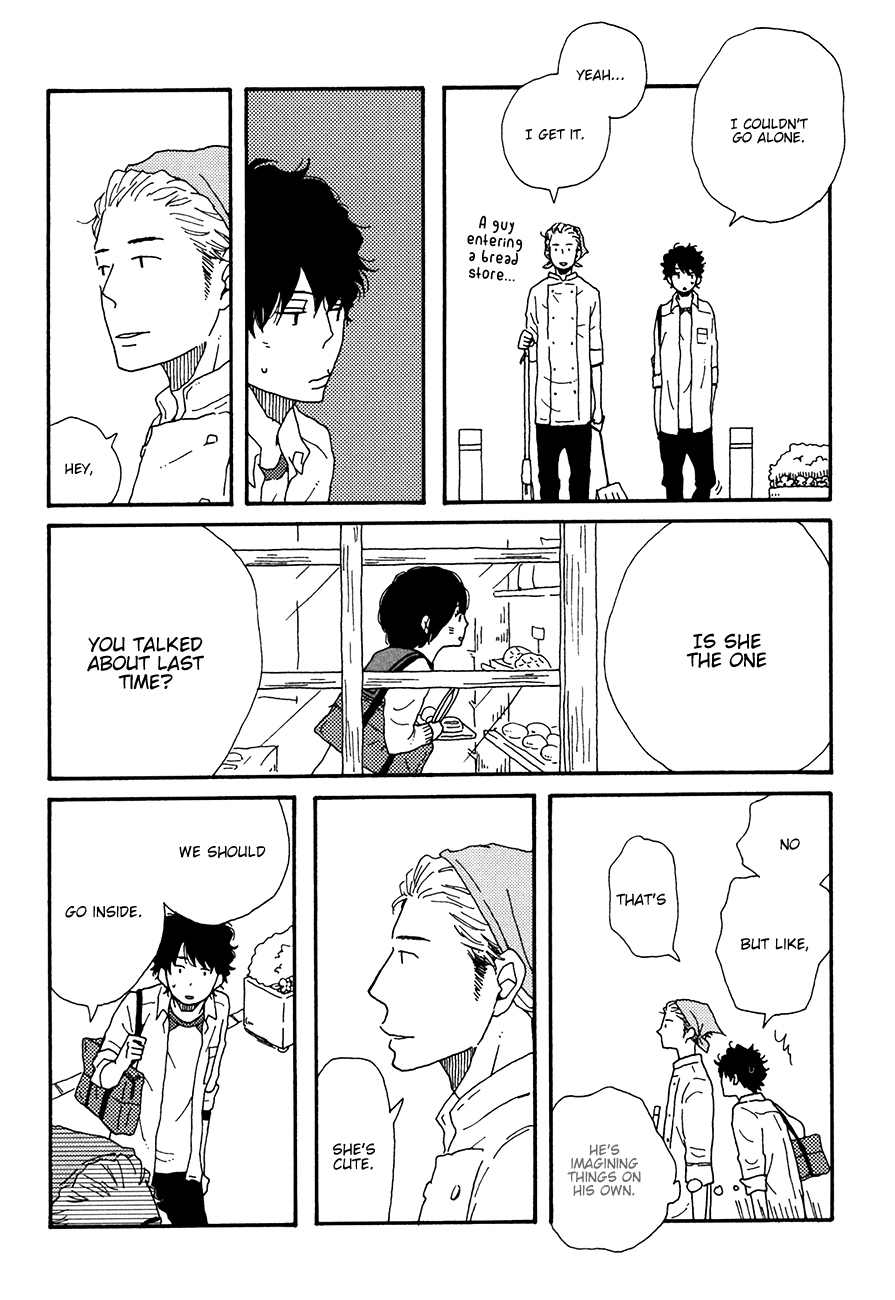 I COULDN'T
GO ALONE.
YEAH...
I GET IT.
A guy
entering
a bread
store...
HEY,
IS SHE
THE ONE
YOU TALKED
ABOUT LAST
TIME?
NO
BUT LIKE,
THAT'S
HE'S
IMAGINING
THINGS ON
HIS OWN.
SHE'S
CUTE.
WE SHOULD
GO INSIDE.